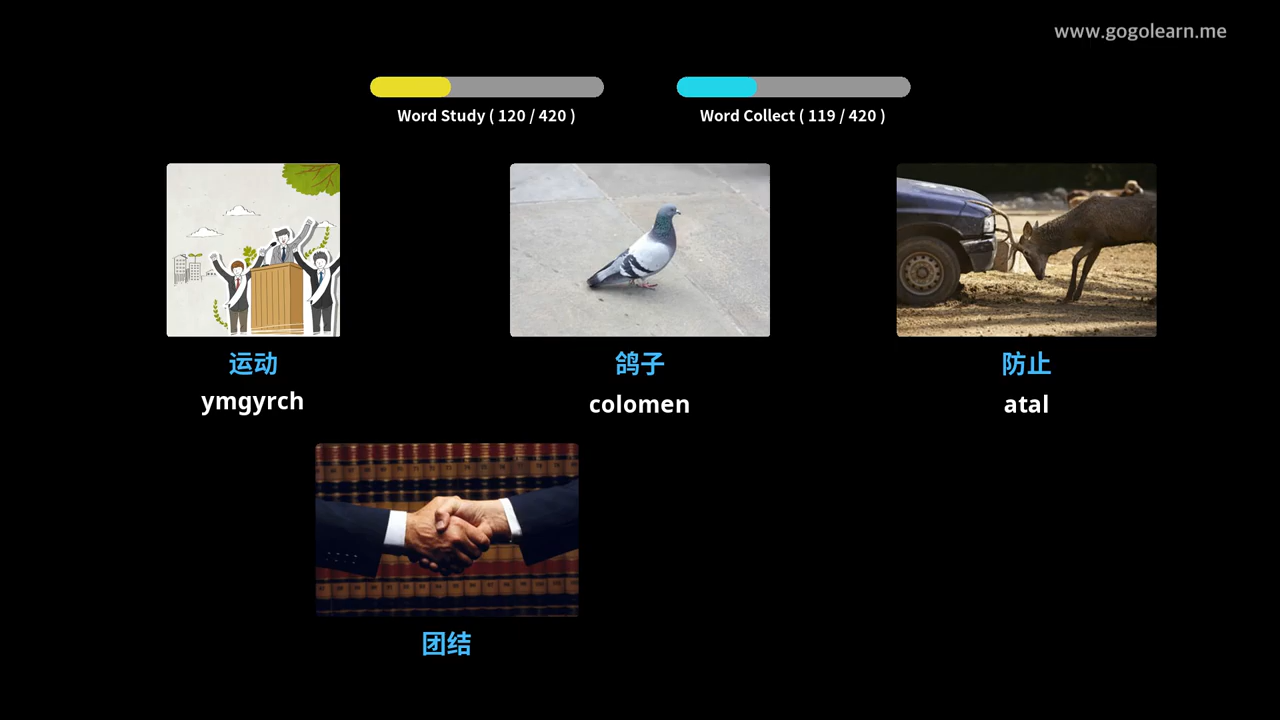 www.gogolearn.me
Word Study ( 120 / 420 )
Word Collect ( 119 / 420 )
运动
鸽子
防止
ymgyrch
colomen
atal
团结